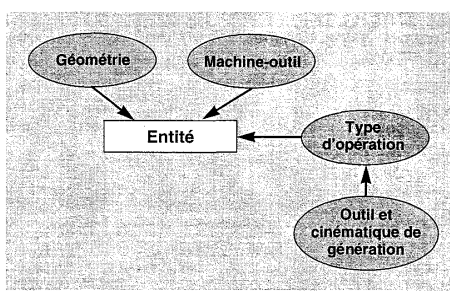 Géométrie
Machine-outil
Entité
Type
d'opération
Outil et
cinématique de
génération